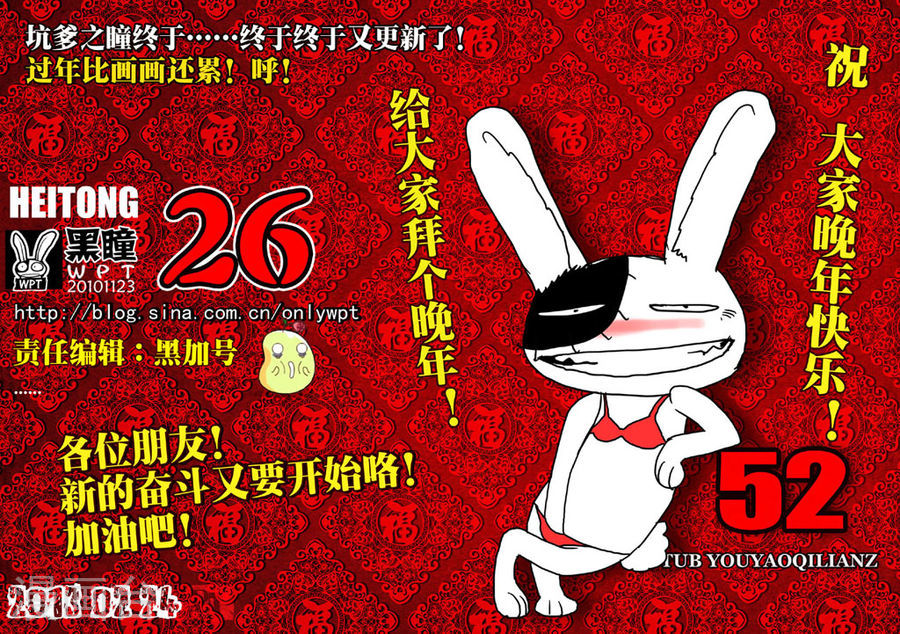 坑爹之瞳终于……终于终于又更新了！
过年比画画还累！呼！
祝
大家晚年快乐！
给大家拜个晚年！
HEITONG
黑瞳
WPT
20101123
WPT
26
http://blog.sina.com.cn/onlywpt
责任编辑：黑加号
……
各位朋友！
新的奋斗又要开始咯！
加油吧！
52
TUB YOUYAOQILIANZ
福